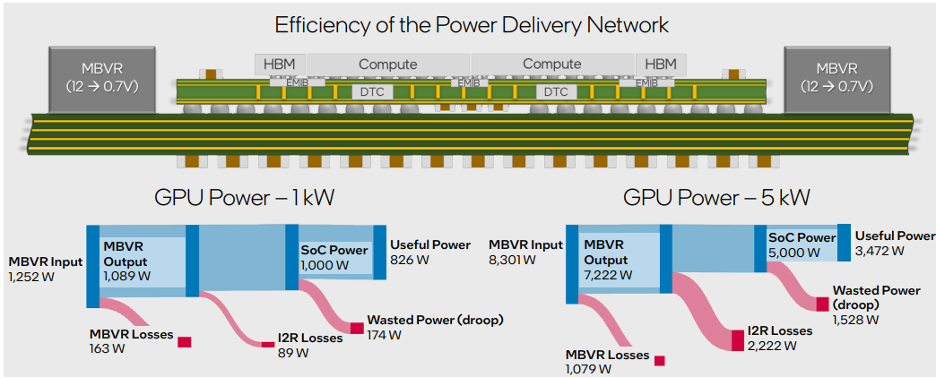 Efficiency of the Power Delivery Network
MBVR
(12 → 0.7V)
HBM
Compute
Compute
HBM
MBVR
(12 → 0.7V)
EMIB
EMIB
EMIB
DTC
DTC
GPU Power – 1 kW
MBVR Input
1,252 W
MBVR
Output
1,089 W
SoC Power
1,000 W
Useful Power
826 W
MBVR Losses
163 W
I2R Losses
89 W
Wasted Power (droop)
174 W
GPU Power – 5 kW
MBVR Input
8,301 W
MBVR
Output
7,222 W
SoC Power
5,000 W
Useful Power
3,472 W
Wasted Power
(droop)
1,528 W
I2R Losses
2,222 W
MBVR Losses
1,079 W